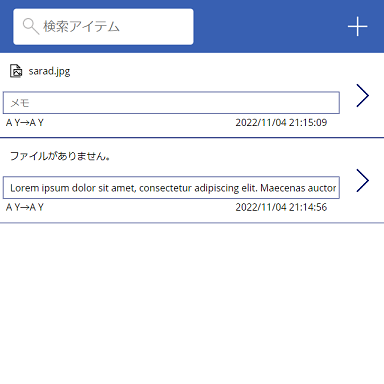 検索アイテム
sarad.jpg
メモ
A Y→A Y 2022/11/04 21:15:09
ファイルがありません。
Lorem ipsum dolor sit amet, consectetur adipiscing elit. Maecenas auctor
A Y→A Y 2022/11/04 21:14:56